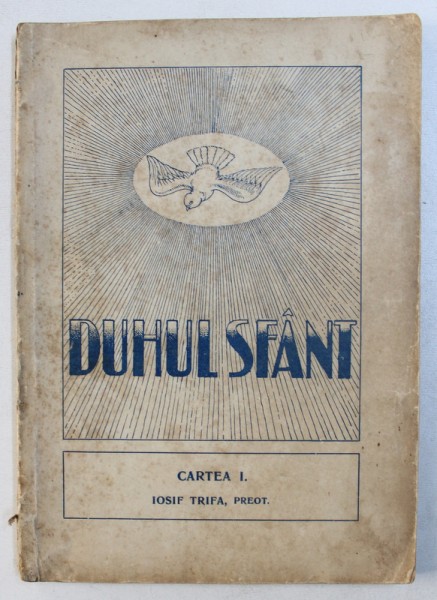 DUHUL SFÂNT
CARTEA I.
IOSIF TRIFA, PREOT.